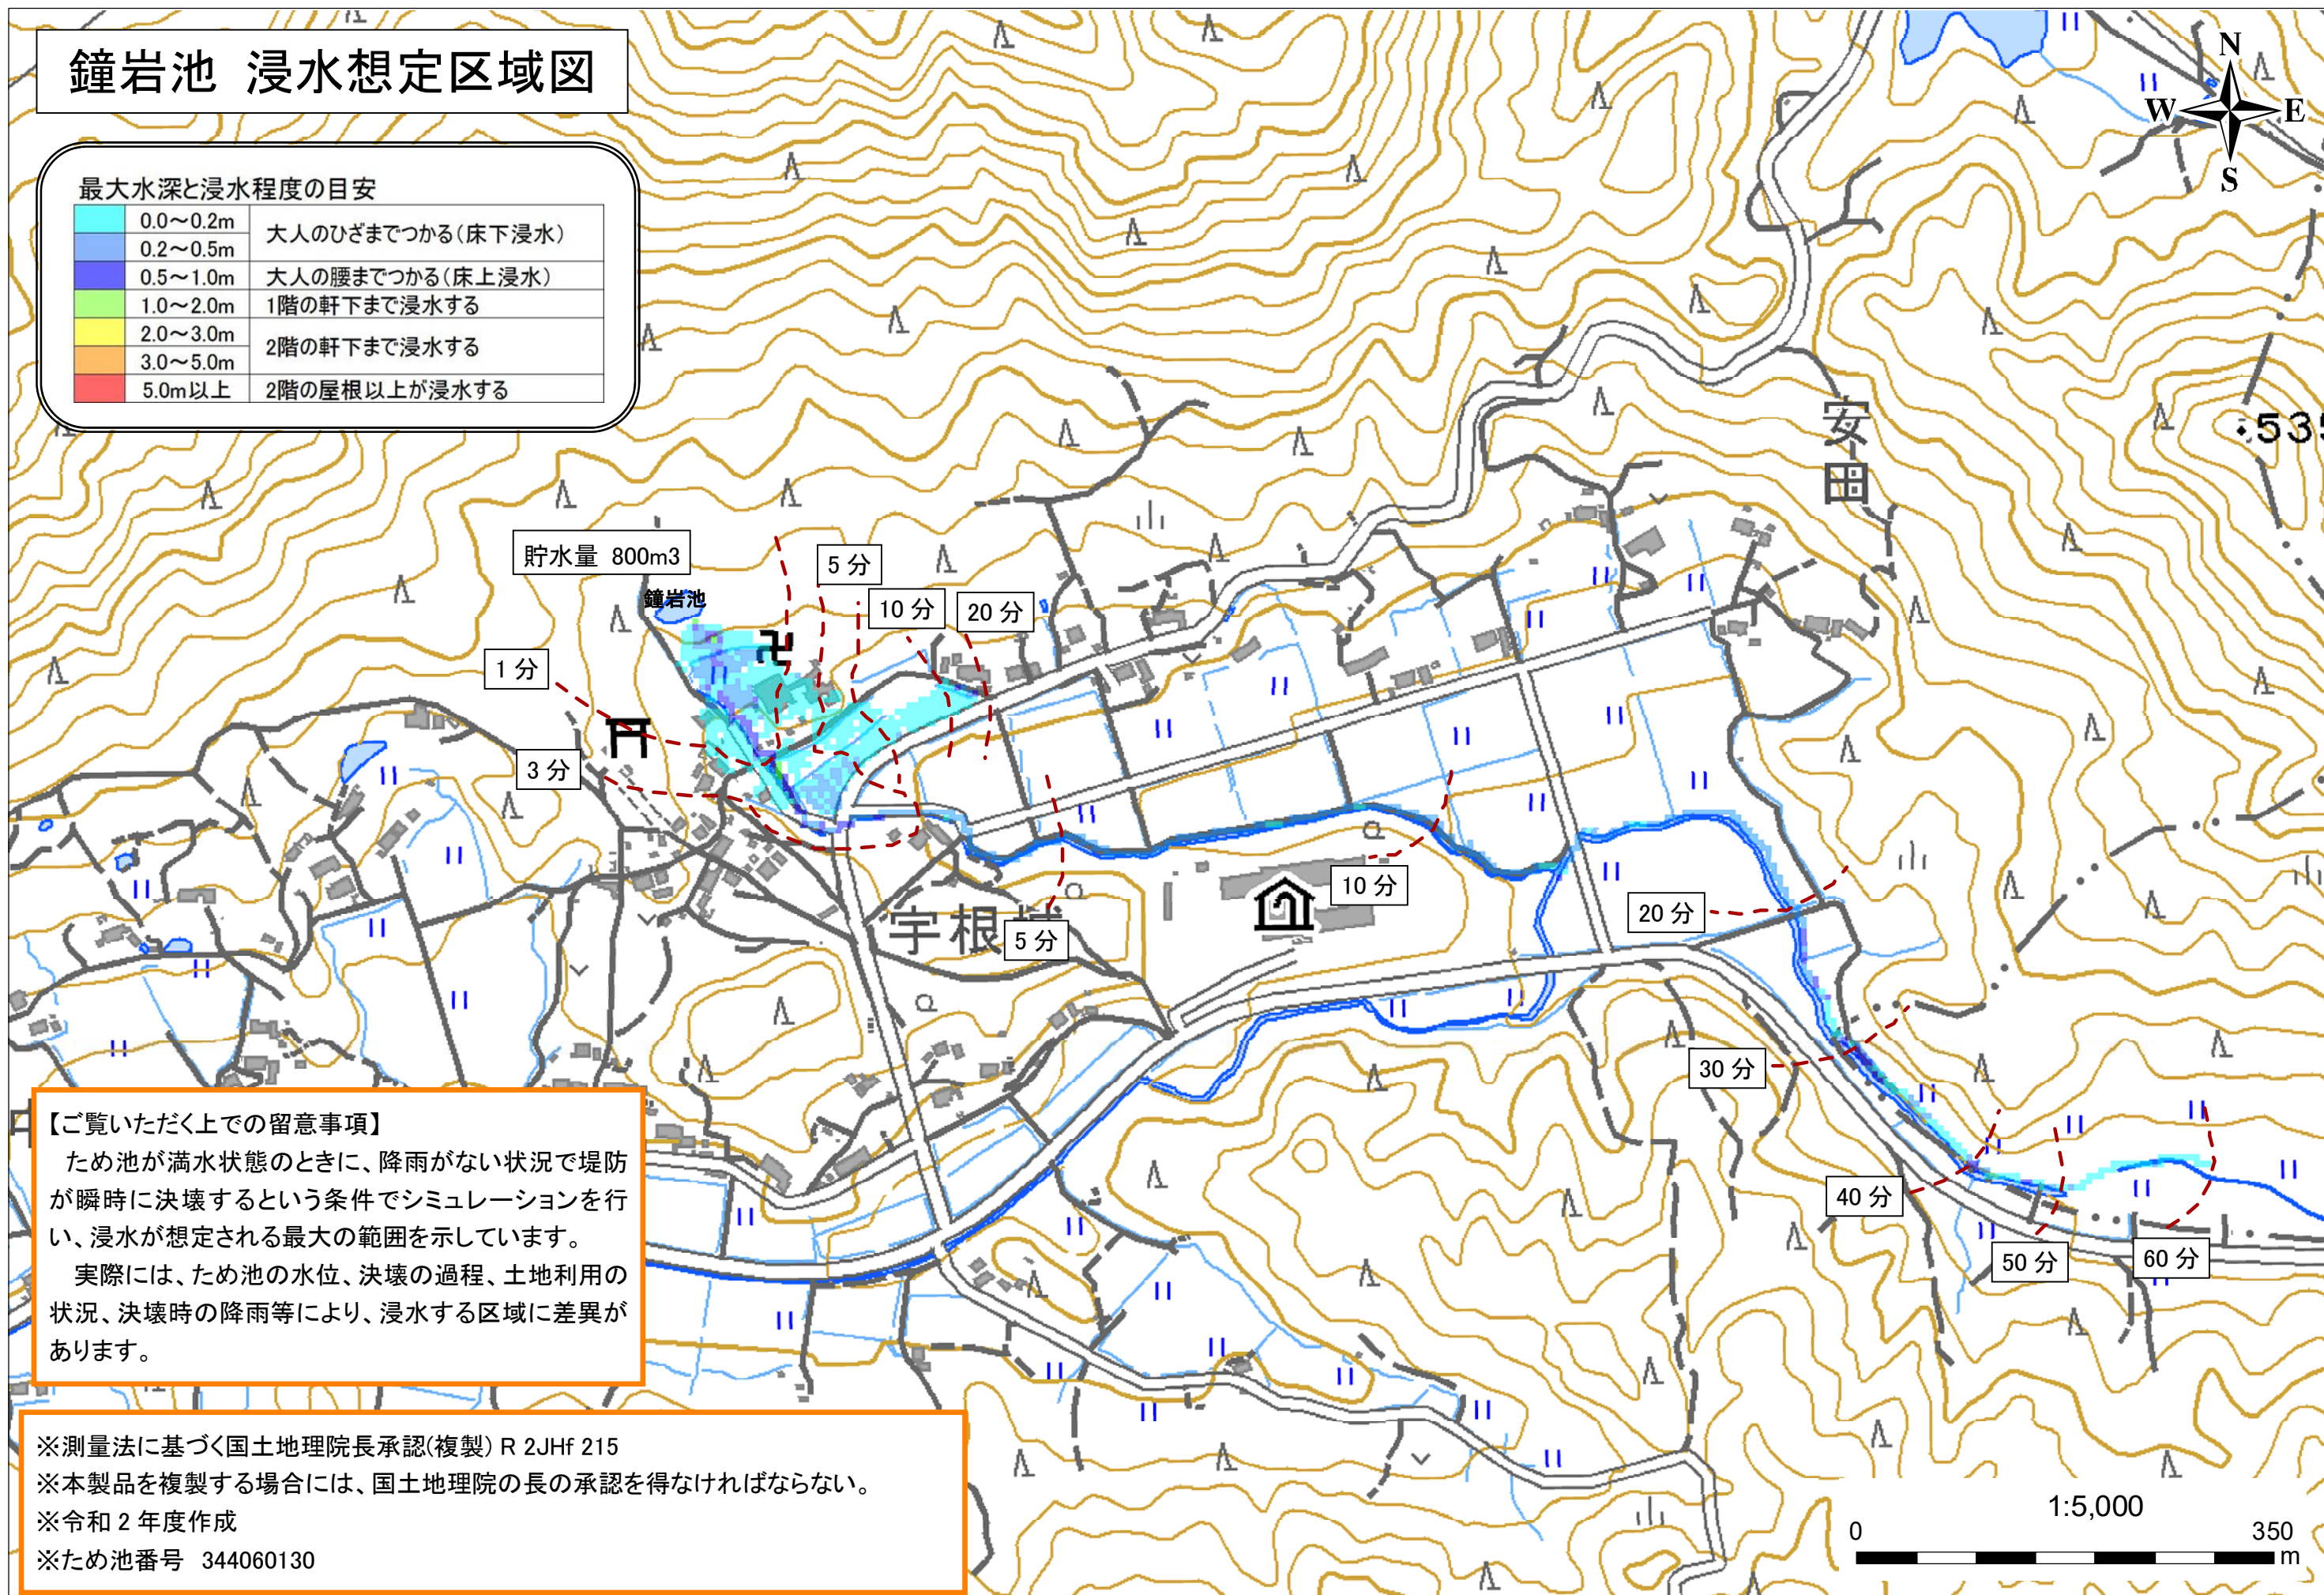 鐘岩池 浸水想定区域図
N
W E
S
最大水深と浸水程度の目安
0.0～0.2m 大人のひざまでつかる(床下浸水)
0.2～0.5m
0.5～1.0m 大人の腰までつかる(床上浸水)
1.0～2.0m 1階の軒下まで浸水する
2.0～3.0m 2階の軒下まで浸水する
3.0～5.0m
5.0m以上 2階の屋根以上が浸水する
安田
貯水量 800m3
鐘岩池
5 分
10 分
20 分
1 分
3 分
宇根
5 分
10 分
20 分
30 分
40 分
50 分
60 分
【ご覧いただく上での留意事項】
ため池が満水状態のときに、降雨がない状況で堤防
が瞬時に決壊するという条件でシミュレーションを行
い、浸水が想定される最大の範囲を示しています。
実際には、ため池の水位、決壊の過程、土地利用の
状況、決壊時の降雨等により、浸水する区域に差異が
あります。
※測量法に基づく国土地理院長承認(複製) R 2JHf 215
※本製品を複製する場合には、国土地理院の長の承認を得なければならない。
※令和 2 年度作成
※ため池番号 344060130
1:5,000
0 350
m